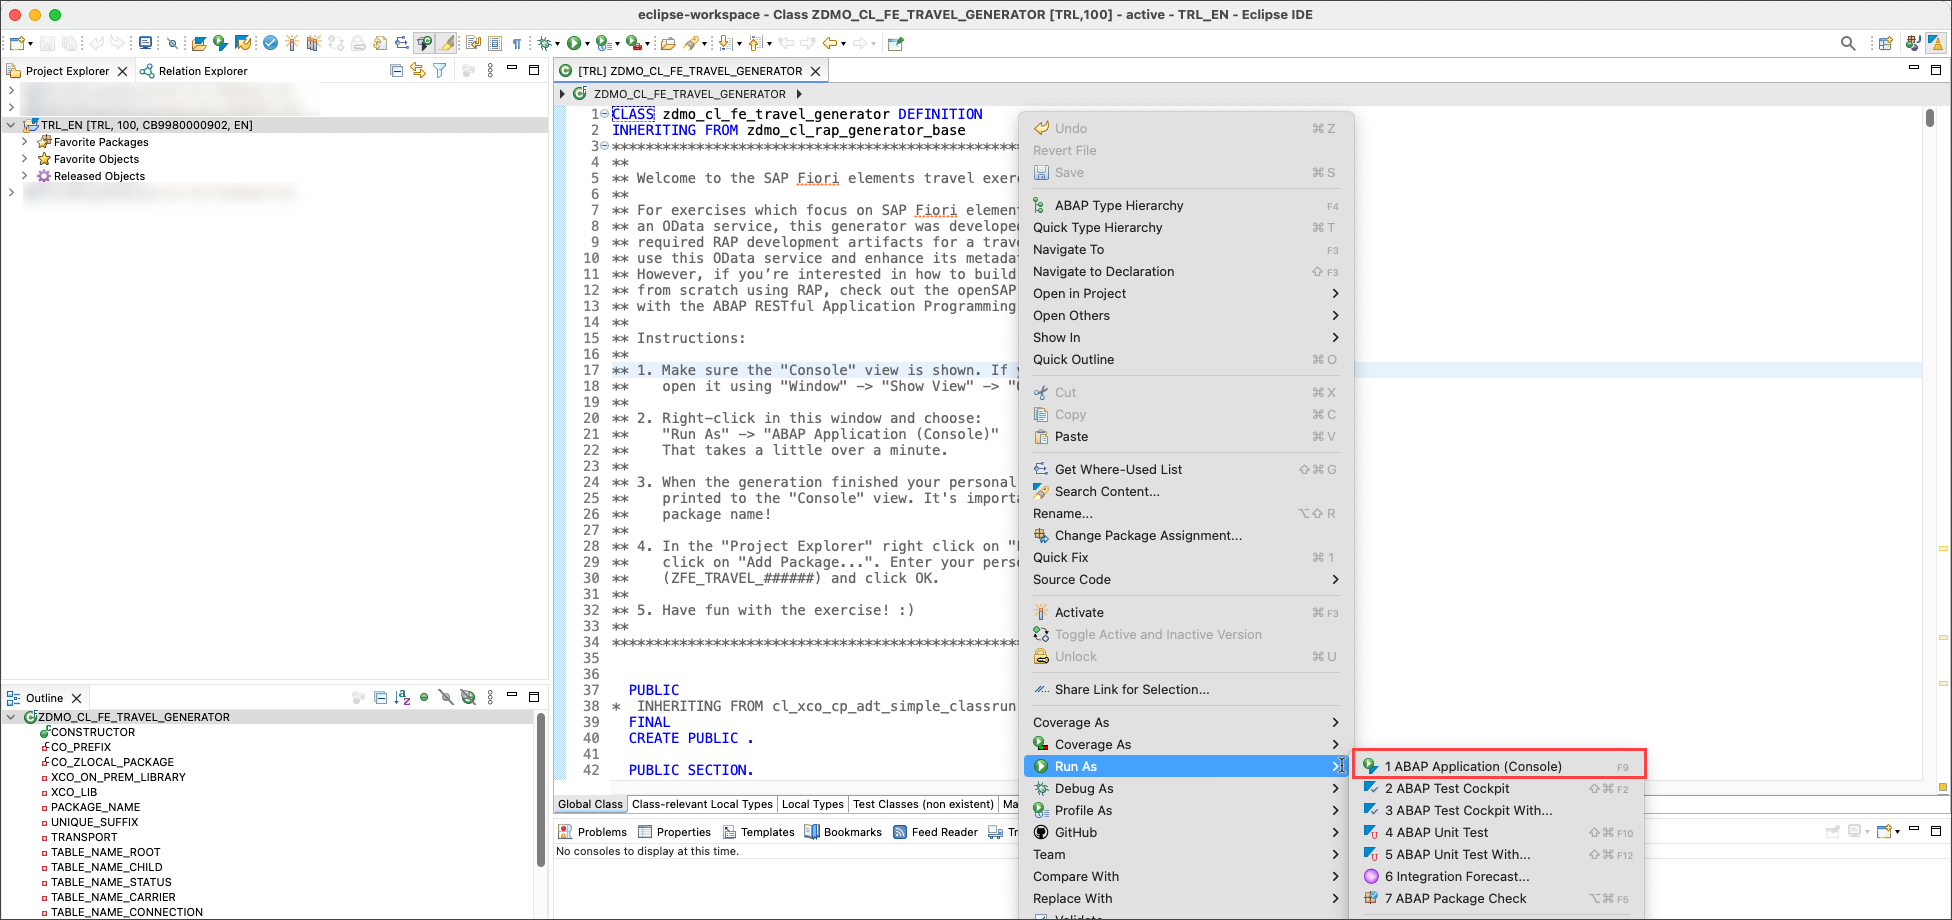 eclipse-workspace - Class ZDMO_CL_FE_TRAVEL_GENERATOR [TRL,100] - active - TRL_EN - Eclipse IDE
Project Explorer
Relation Explorer
TRL_EN [TRL, 100, CB9980000902, EN]
Favorite Packages
Favorite Objects
Released Objects
Outline
ZDMO_CL_FE_TRAVEL_GENERATOR
CONSTRUCTOR
CO_PREFIX
CO_ZLOCAL_PACKAGE
XCO_ON_PREM_LIBRARY
XCO_LIB
PACKAGE_NAME
UNIQUE_SUFFIX
TRANSPORT
TABLE_NAME_ROOT
TABLE_NAME_CHILD
TABLE_NAME_STATUS
TABLE_NAME_CARRIER
TABLE_NAME_CONNECTION
[TRL] ZDMO_CL_FE_TRAVEL_GENERATOR
ZDMO_CL_FE_TRAVEL_GENERATOR
1 CLASS zdmo_cl_fe_travel_generator DEFINITION
2 INHERITING FROM zdmo_cl_rap_generator_base
3 ************************************************
4 **
5 ** Welcome to the SAP Fiori elements travel exer
6 **
7 ** For exercises which focus on SAP Fiori elemen
8 ** an OData service, this generator was develope
9 ** required RAP development artifacts for a trav
10 ** use this OData service and enhance its metada
11 ** However, if you're interested in how to build
12 ** from scratch using RAP, check out the openSAP
13 ** with the ABAP RESTful Application Programming
14 **
15 ** Instructions:
16 **
17 ** 1. Make sure the "Console" view is shown. If y
18 ** open it using "Window" -> "Show View" -> "
19 **
20 ** 2. Right-click in this window and choose:
21 ** "Run As" -> "ABAP Application (Console)"
22 ** That takes a little over a minute.
23 **
24 ** 3. When the generation finished your personal
25 ** printed to the "Console" view. It's importa
26 ** package name!
27 **
28 ** 4. In the "Project Explorer" right click on "
29 ** click on "Add Package...". Enter your perso
30 ** (ZFE_TRAVEL_######) and click OK.
31 **
32 ** 5. Have fun with the exercise! :)
33 **
34 ************************************************
35
36
37 PUBLIC
38 * INHERITING FROM cl_xco_cp_adt_simple_classrun
39 FINAL
40 CREATE PUBLIC .
41
42 PUBLIC SECTION.
Global Class
Class-relevant Local Types
Local Types
Test Classes (non existent)
Ma
Problems
Properties
Templates
Bookmarks
Feed Reader
Tr
No consoles to display at this time.
Undo ⌘ Z
Revert File
Save ⌘ S
ABAP Type Hierarchy F4
Quick Type Hierarchy ⌘ T
Navigate To F3
Navigate to Declaration ⇧ F3
Open in Project
Open Others
Show In
Quick Outline ⌘ O
Cut ⌘ X
Copy ⌘ C
Paste ⌘ V
Get Where-Used List ⇧ ⌘ G
Search Content...
Rename... ⌥ ⇧ R
Change Package Assignment...
Quick Fix ⌘ 1
Source Code
Activate ⌘ F3
Toggle Active and Inactive Version
Unlock ⌘ U
Share Link for Selection...
Coverage As
Coverage As
Run As
Debug As
Profile As
GitHub
Team
Compare With
Replace With
Validate
1 ABAP Application (Console) F9
2 ABAP Test Cockpit ⇧ ⌘ F2
3 ABAP Test Cockpit With...
4 ABAP Unit Test ⇧ ⌘ F10
5 ABAP Unit Test With... ⇧ ⌘ F12
6 Integration Forecast...
7 ABAP Package Check ⌥ ⌘ F5